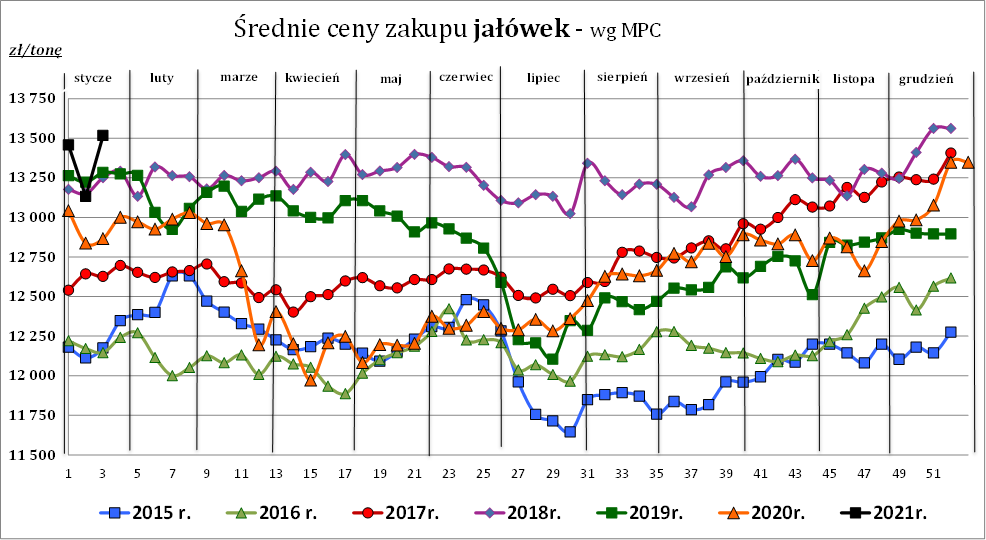 Średnie ceny zakupu jałówek - wg MPC
zł/tonę
stycze luty marze kwiecień maj czerwiec lipiec sierpień wrzesień październik listopa grudzień
13 750
13 500
13 250
13 000
12 750
12 500
12 250
12 000
11 750
11 500
1 3 5 7 9 11 13 15 17 19 21 23 25 27 29 31 33 35 37 39 41 43 45 47 49 51
2015 r. 2016 r. 2017r. 2018r. 2019r. 2020r. 2021r.